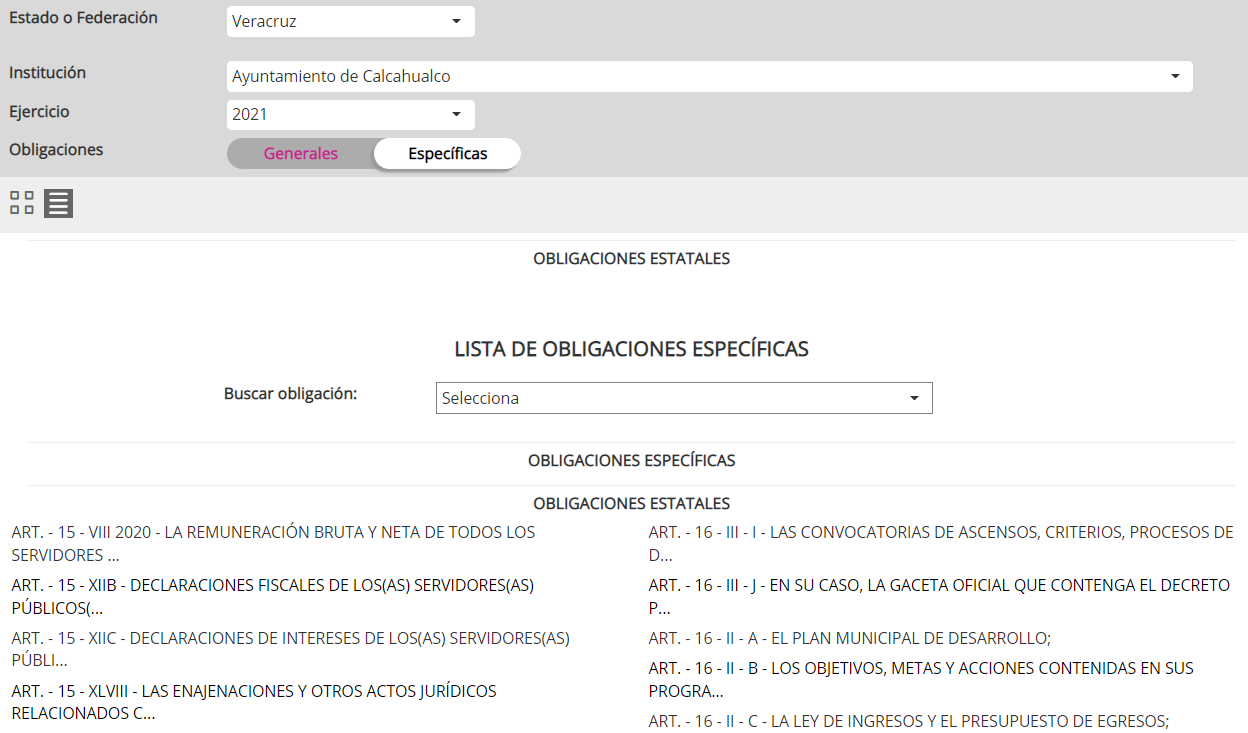 Estado o Federación
Veracruz
Institución
Ayuntamiento de Calcahualco
Ejercicio
2021
Obligaciones
Generales
Específicas
OBLIGACIONES ESTATALES
LISTA DE OBLIGACIONES ESPECÍFICAS
Buscar obligación:
Selecciona
OBLIGACIONES ESPECÍFICAS
OBLIGACIONES ESTATALES
ART. - 15 - VIII 2020 - LA REMUNERACIÓN BRUTA Y NETA DE TODOS LOS
SERVIDORES ...
ART. - 15 - XIIB - DECLARACIONES FISCALES DE LOS(AS) SERVIDORES(AS)
PÚBLICOS(...
ART. - 15 - XIIC - DECLARACIONES DE INTERESES DE LOS(AS) SERVIDORES(AS)
PÚBLI...
ART. - 15 - XLVIII - LAS ENAJENACIONES Y OTROS ACTOS JURÍDICOS
RELACIONADOS C...
ART. - 16 - III - I - LAS CONVOCATORIAS DE ASCENSOS, CRITERIOS, PROCESOS DE
D...
ART. - 16 - III - J - EN SU CASO, LA GACETA OFICIAL QUE CONTENGA EL DECRETO
P...
ART. - 16 - II - A - EL PLAN MUNICIPAL DE DESARROLLO;
ART. - 16 - II - B - LOS OBJETIVOS, METAS Y ACCIONES CONTENIDAS EN SUS
PROGRA...
ART. - 16 - II - C - LA LEY DE INGRESOS Y EL PRESUPUESTO DE EGRESOS;